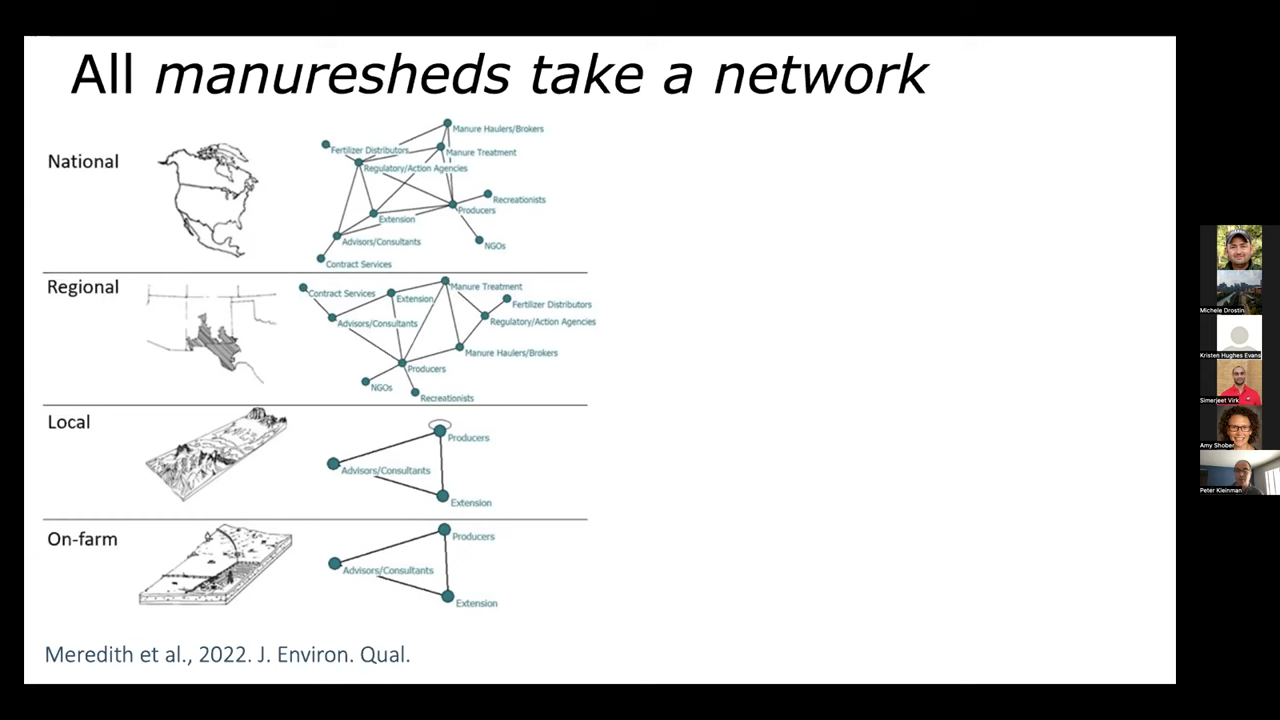 All manuresheds take a network
National
Manure Haulers/Brokers
Fertilizer Distributors
Manure Treatment
Regulatory/Action Agencies
Recreationists
Producers
Extension
Advisors/Consultants
NGOs
Contract Services
Regional
Manure Treatment
Contract Services
Extension
Fertilizer Distributors
Advisors/Consultants
Regulatory/Action Agencies
Manure Haulers/Brokers
Producers
NGOs
Recreationists
Local
Producers
Advisors/Consultants
Extension
On-farm
Producers
Advisors/Consultants
Extension
Meredith et al., 2022. J. Environ. Qual.
Michele Drostin
Kristen Hughes Evans
Simerjeet Virk
Amy Shober
Peter Kleinman